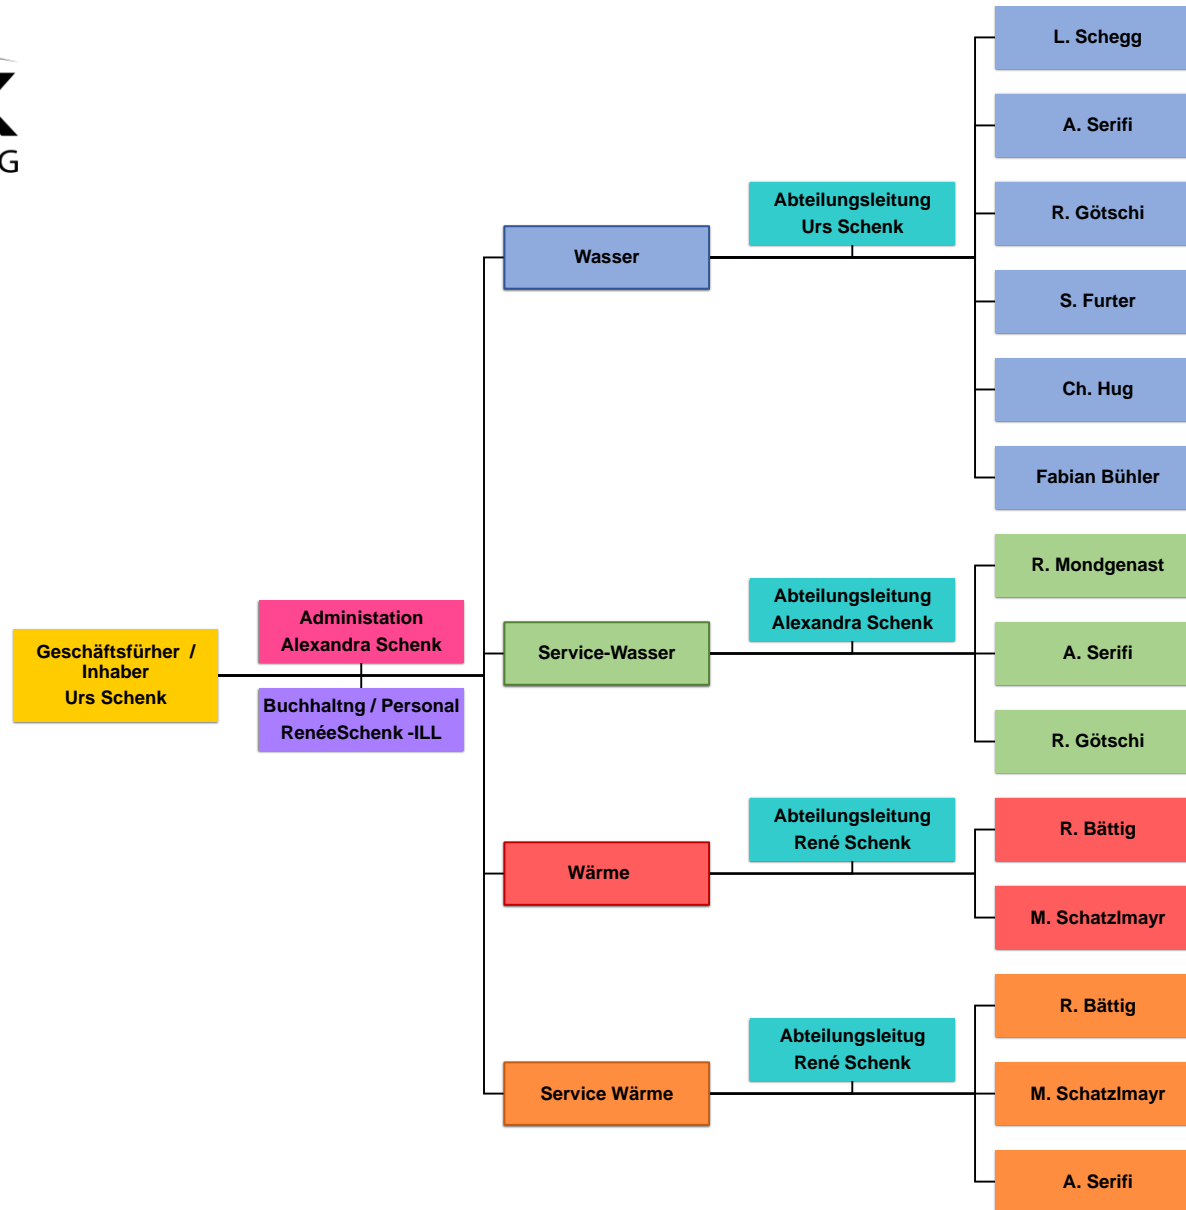 G
Geschäftsfürher /
Inhaber
Urs Schenk
Administation
Alexandra Schenk
Buchhaltng / Personal
RenéeSchenk -ILL
Wasser
Abteilungsleitung
Urs Schenk
L. Schegg
A. Serifi
R. Götschi
S. Furter
Ch. Hug
Fabian Bühler
Service-Wasser
Abteilungsleitung
Alexandra Schenk
R. Mondgenast
A. Serifi
R. Götschi
Wärme
Abteilungsleitung
René Schenk
R. Bättig
M. Schatzlmayr
Service Wärme
Abteilungsleitug
René Schenk
R. Bättig
M. Schatzlmayr
A. Serifi